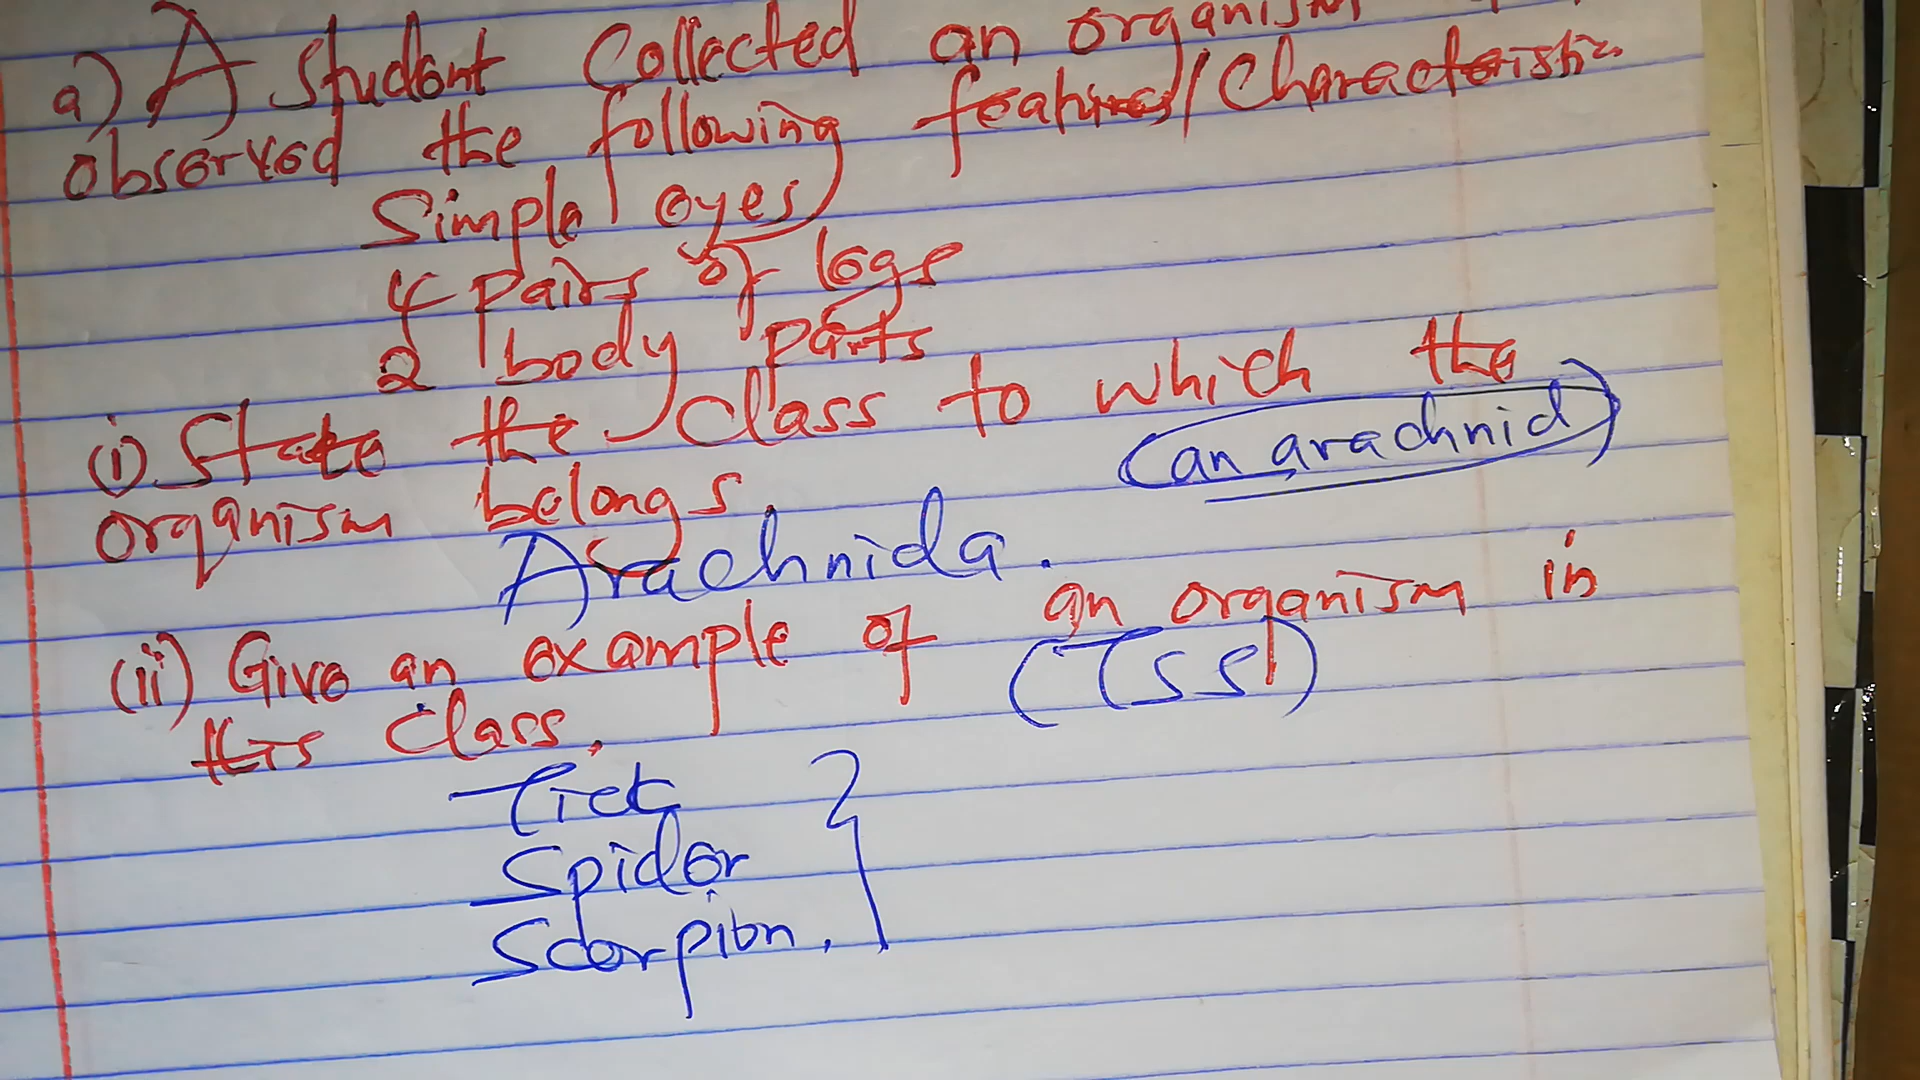 a) A student Collected an organism
observed the following features/Characteristic
Simple eyes
4 pairs of legs
2 body parts
(i) State the class to which the
organism belongs
(an arachnid)
Arachnida.
(ii) Give an example of an organism in
this class. (TSS)
Tick
Spider
Scorpion.